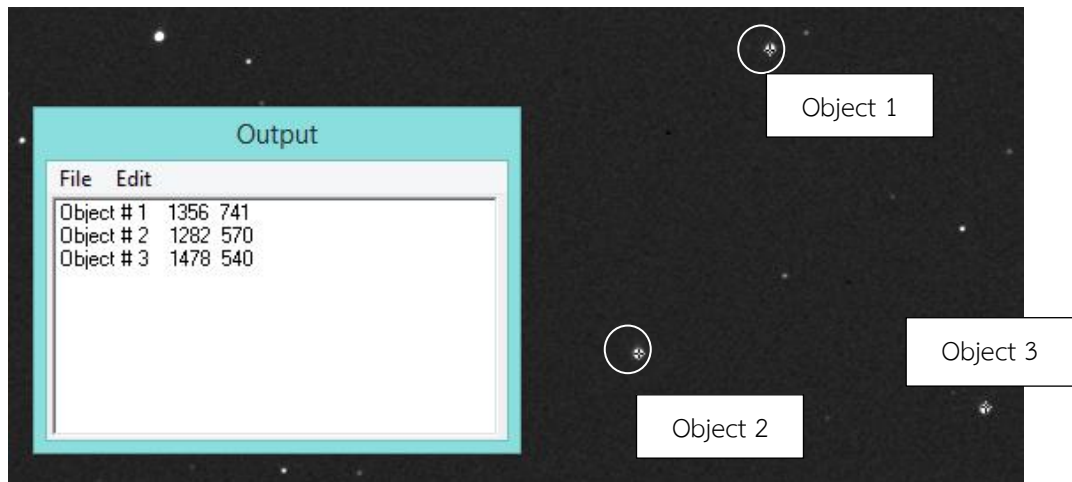 Output
File Edit
Object # 1 1356 741
Object # 2 1282 570
Object # 3 1478 540
Object 1
Object 3
Object 2